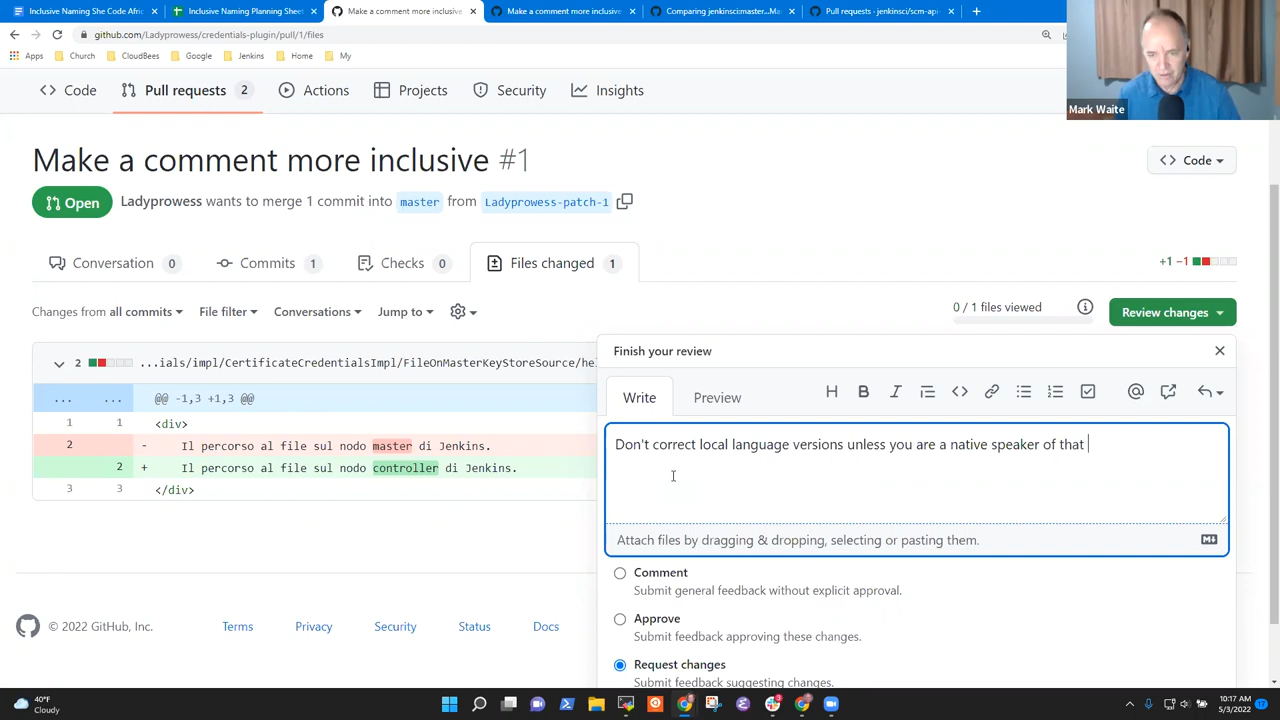 Inclusive Naming She Code Afric
Inclusive Naming Planning Sheet
Make a comment more inclusive
Make a comment more inclusive
Comparing jenkinsci:master...Ma
Pull requests · jenkinsci/scm-ap
github.com/Ladyprowess/credentials-plugin/pull/1/files
Apps
Church
CloudBees
Google
Jenkins
Home
My
Mark Waite
Code
Pull requests 2
Actions
Projects
Security
Insights
Make a comment more inclusive #1
Code
Open
Ladyprowess wants to merge 1 commit into master from Ladyprowess-patch-1
Conversation 0
Commits 1
Checks 0
Files changed 1
+1 −1
Changes from all commits
File filter
Conversations
Jump to
0 / 1 files viewed
Review changes
Finish your review
2 ...ials/impl/CertificateCredentialsImpl/FileOnMasterKeyStoreSource/he
Write
Preview
... ... @@ -1,3 +1,3 @@
1 1 <div>
2 - Il percorso al file sul nodo master di Jenkins.
2 + Il percorso al file sul nodo controller di Jenkins.
3 3 </div>
Don't correct local language versions unless you are a native speaker of that
Attach files by dragging & dropping, selecting or pasting them.
Comment
Submit general feedback without explicit approval.
Approve
Submit feedback approving these changes.
Request changes
Submit feedback suggesting changes.
© 2022 GitHub, Inc.
Terms
Privacy
Security
Status
Docs
40°F
Cloudy
10:17 AM
5/3/2022